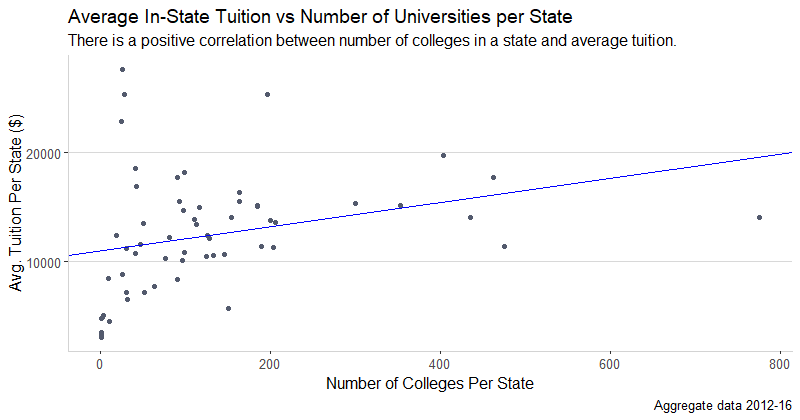 Average In-State Tuition vs Number of Universities per State
There is a positive correlation between number of colleges in a state and average tuition.
Avg. Tuition Per State ($)
20000
10000
0 200 400 600 800
Number of Colleges Per State
Aggregate data 2012-16